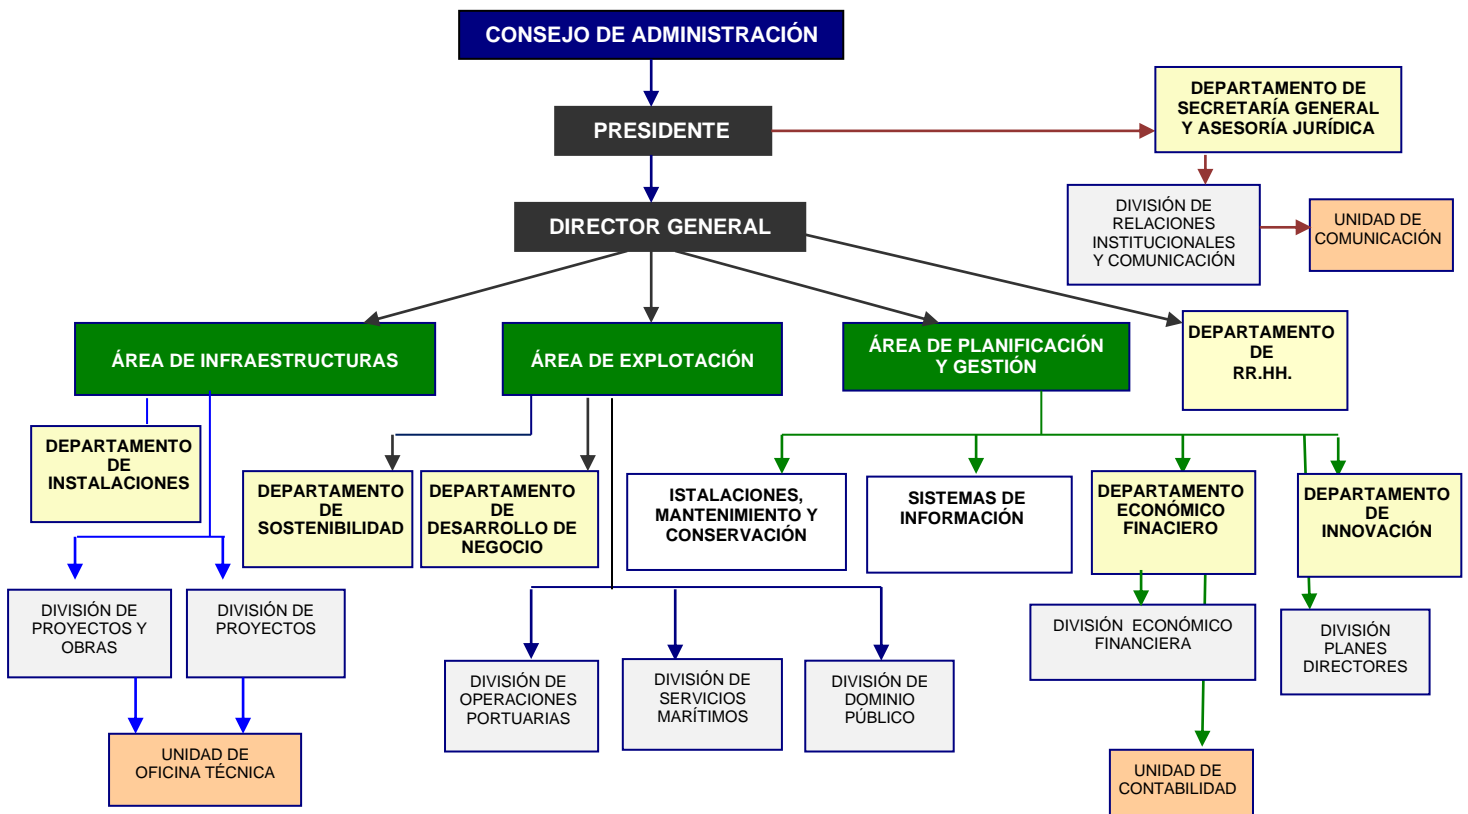 CONSEJO DE ADMINISTRACIÓN
PRESIDENTE
DEPARTAMENTO DE
SECRETARÍA GENERAL
Y ASESORÍA JURÍDICA
DIVISIÓN DE
RELACIONES
INSTITUCIONALES
Y COMUNICACIÓN
UNIDAD DE
COMUNICACIÓN
DIRECTOR GENERAL
ÁREA DE INFRAESTRUCTURAS
ÁREA DE EXPLOTACIÓN
ÁREA DE PLANIFICACIÓN
Y GESTIÓN
DEPARTAMENTO
DE
RR.HH.
DEPARTAMENTO
DE
INSTALACIONES
DEPARTAMENTO
DE
SOSTENIBILIDAD
DEPARTAMENTO
DE
DESARROLLO DE
NEGOCIO
ISTALACIONES,
MANTENIMIENTO Y
CONSERVACIÓN
SISTEMAS DE
INFORMACIÓN
DEPARTAMENTO
ECONÓMICO
FINACIERO
DEPARTAMENTO
DE
INNOVACIÓN
DIVISIÓN DE
PROYECTOS Y
OBRAS
DIVISIÓN DE
PROYECTOS
DIVISIÓN ECONÓMICO
FINANCIERA
DIVISIÓN
PLANES
DIRECTORES
DIVISIÓN DE
OPERACIONES
PORTUARIAS
DIVISIÓN DE
SERVICIOS
MARÍTIMOS
DIVISIÓN DE
DOMINIO
PÚBLICO
UNIDAD DE
OFICINA TÉCNICA
UNIDAD DE
CONTABILIDAD